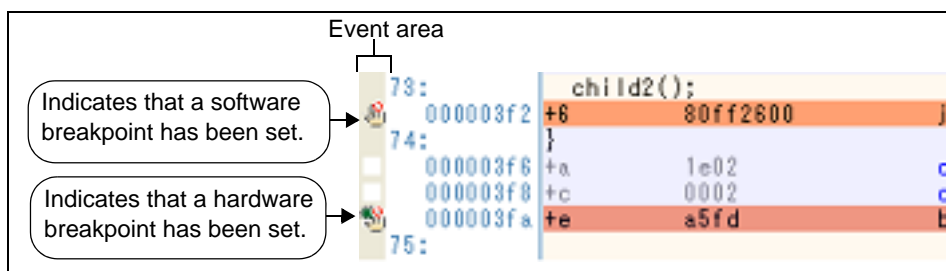 Event area
Indicates that a software
breakpoint has been set.
Indicates that a hardware
breakpoint has been set.
73: child2();
000003f2 +6 80ff2600 j
74: }
000003f6 +a 1e02
000003f8 +c 0002
000003fa +e a5fd b
75: